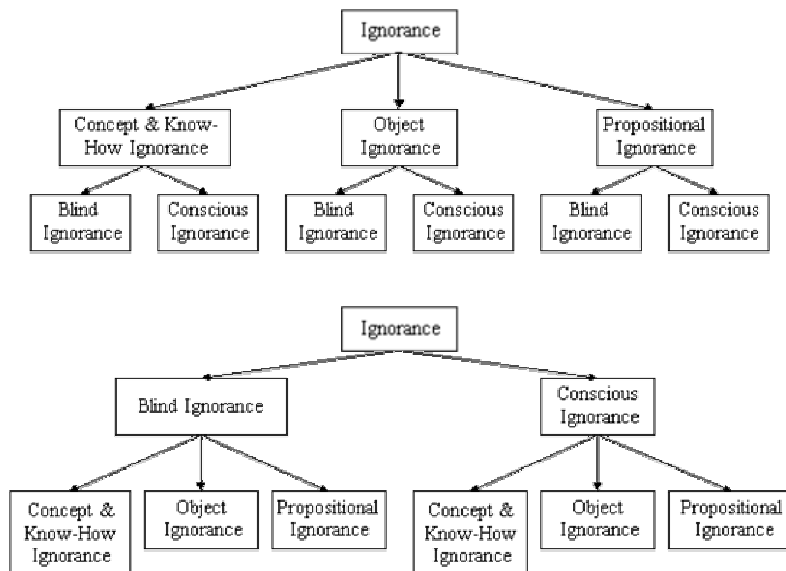 Ignorance
Concept & Know-
How Ignorance
Object
Ignorance
Propositional
Ignorance
Blind
Ignorance
Conscious
Ignorance
Blind
Ignorance
Conscious
Ignorance
Blind
Ignorance
Conscious
Ignorance
Ignorance
Blind Ignorance
Conscious
Ignorance
Concept &
Know-How
Ignorance
Object
Ignorance
Propositional
Ignorance
Concept &
Know-How
Ignorance
Object
Ignorance
Propositional
Ignorance